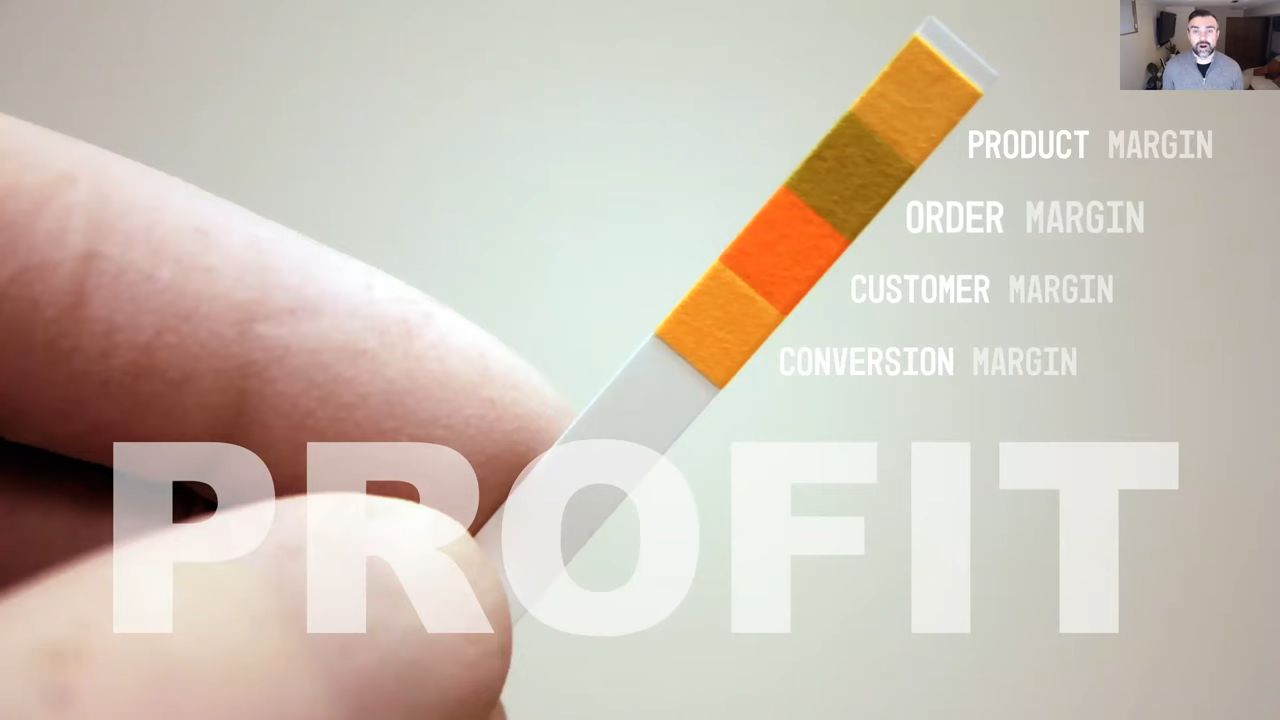 PRODUCT MARGIN
ORDER MARGIN
CUSTOMER MARGIN
CONVERSION MARGIN
PROFIT